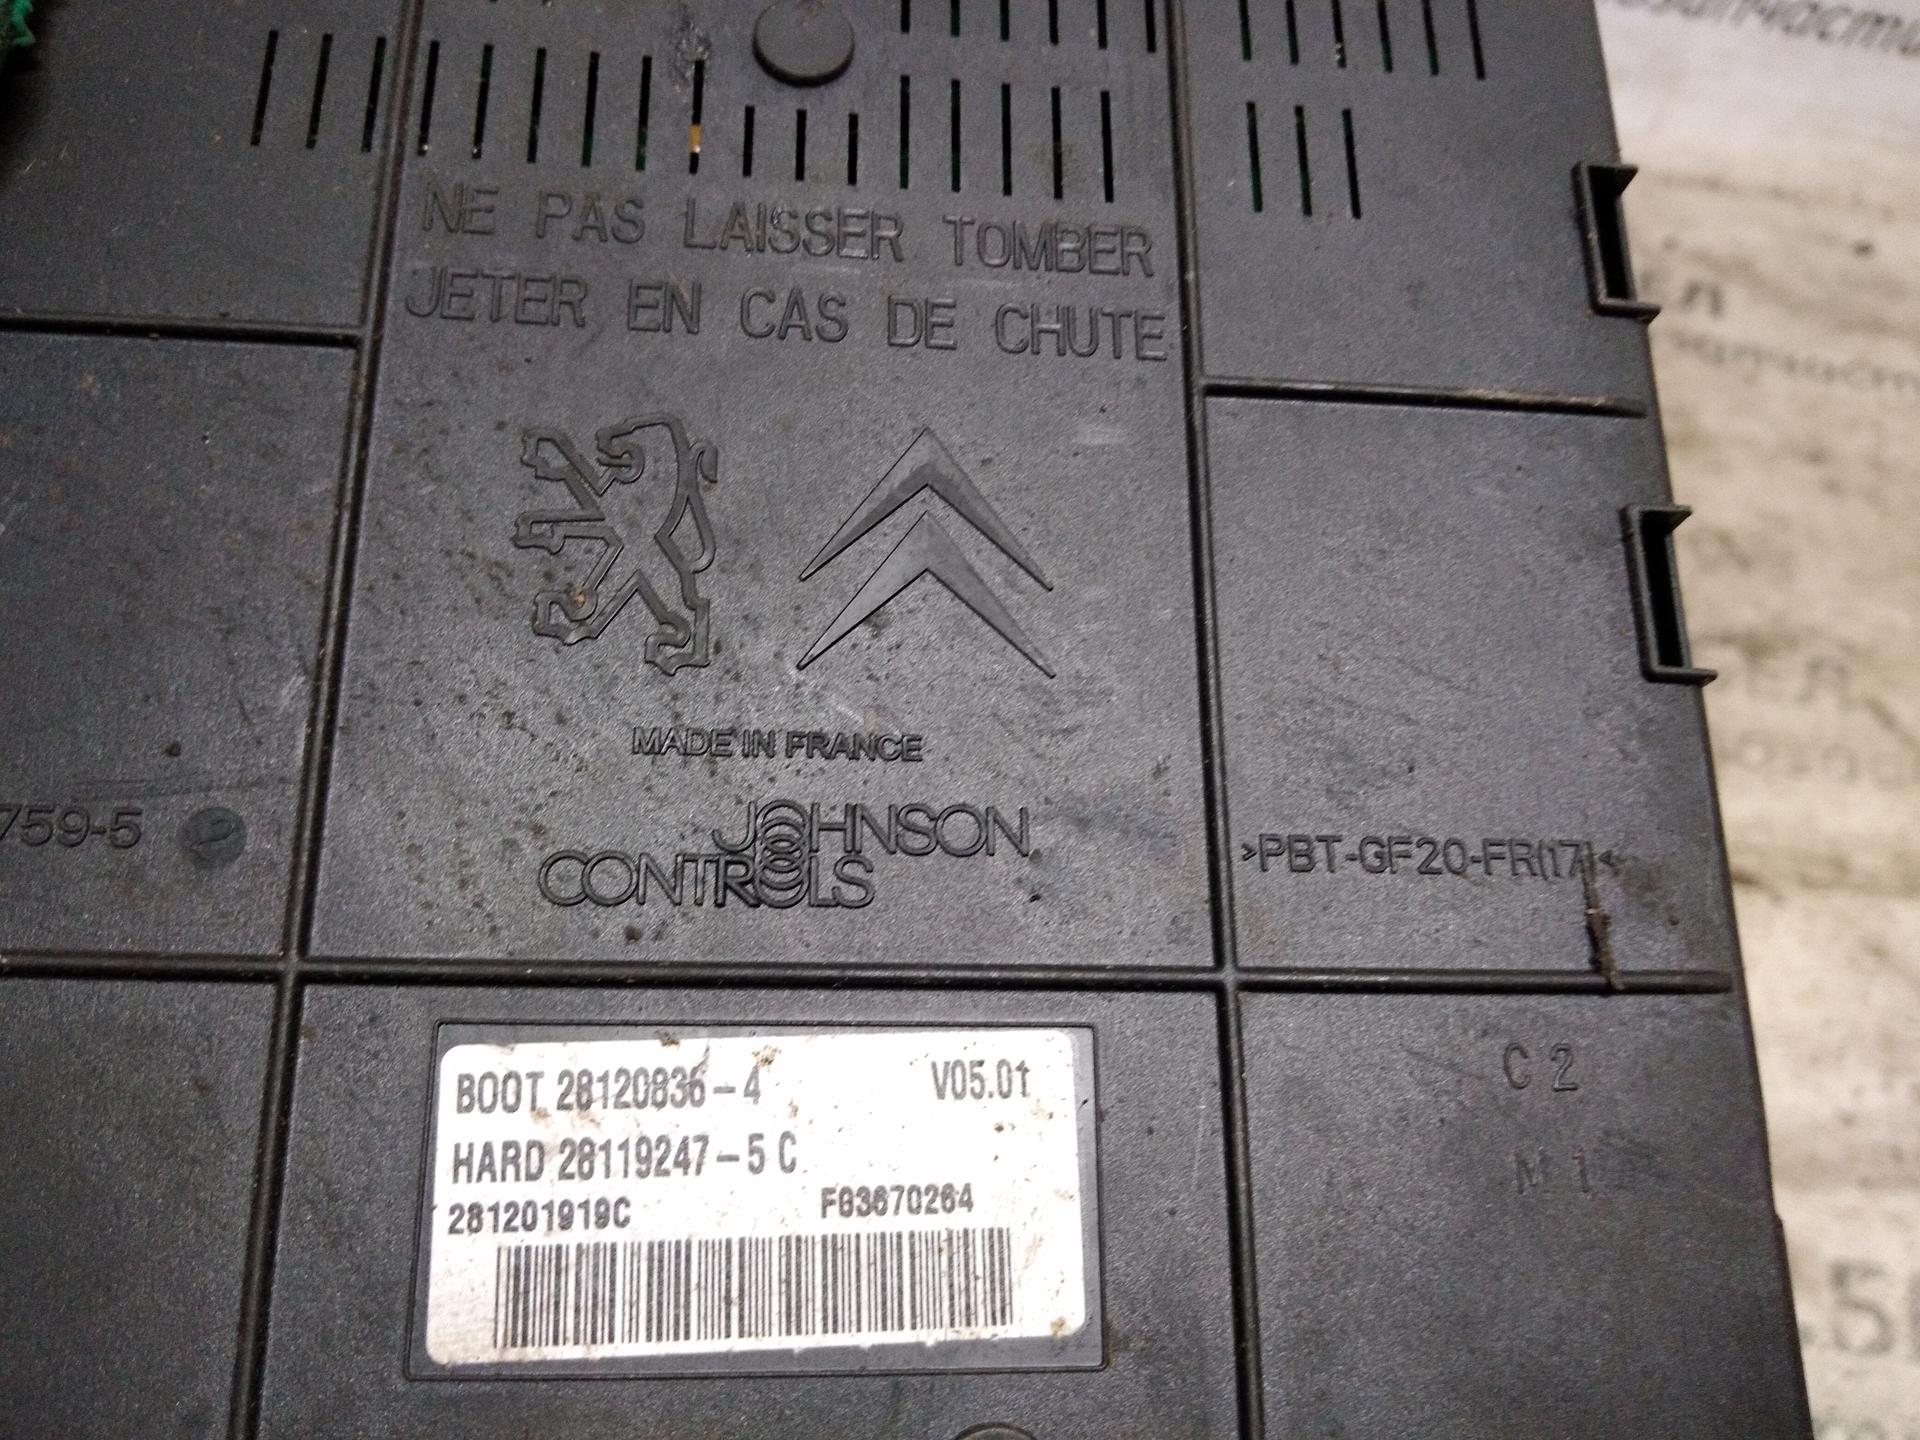 NE PAS LAISSER TOMBER
JETER EN CAS DE CHUTE
MADE IN FRANCE
759-5
JOHNSON
CONTROLS
>PBT-GF20-FR(17)<
C 2
M 1
BOOT 28120836-4 V05.01
HARD 28119247-5 C
281201919C FG3670264